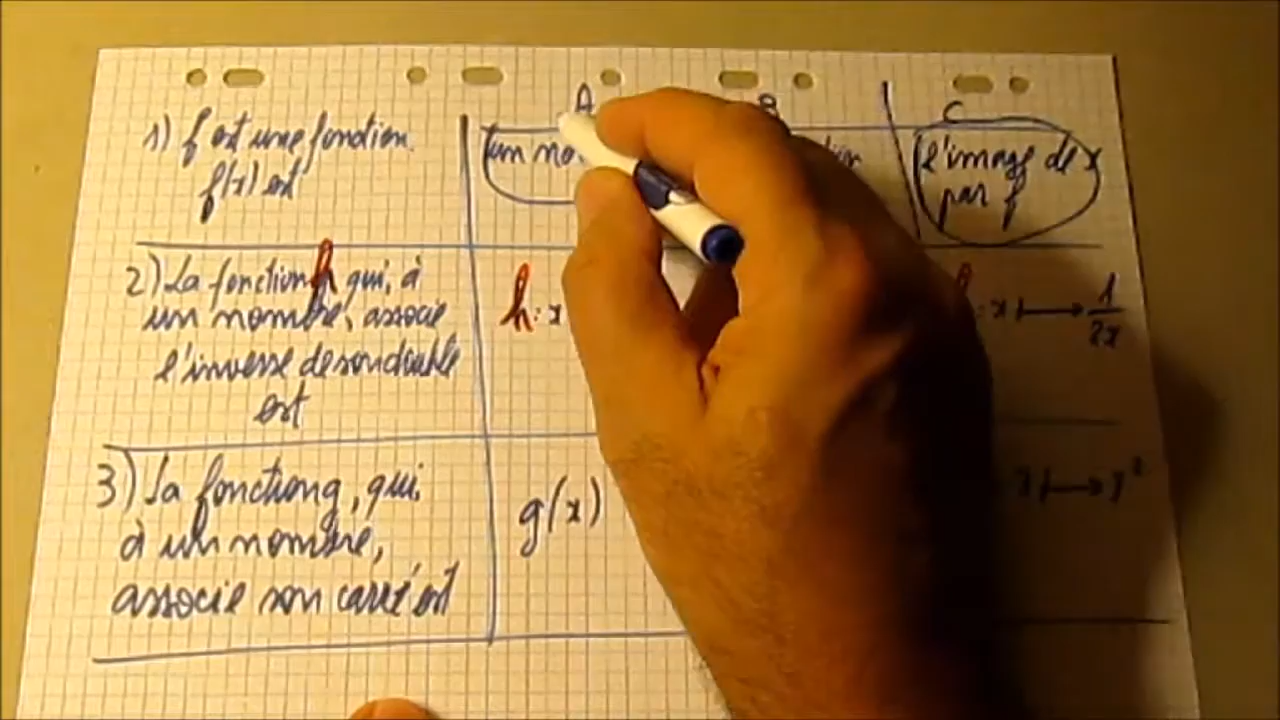 A B C
1) f est une fonction. un no l'image de x
f(x) est par f
2) La fonction h qui, à
un nombre, associe h: x : x ⟼ 1/2x
l'inverse de son double
est
3) La fonction g, qui,
à un nombre, g(x) x ⟼ x²
associe son carré est